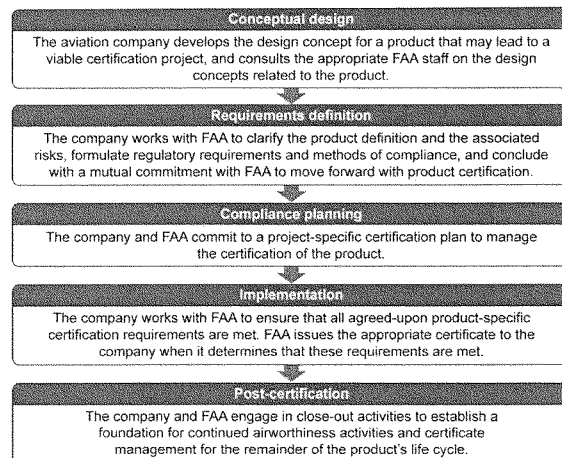 Conceptual design
The aviation company develops the design concept for a product that may lead to a
viable certification project, and consults the appropriate FAA staff on the design
concepts related to the product.
Requirements definition
The company works with FAA to clarify the product definition and the associated
risks, formulate regulatory requirements and methods of compliance, and conclude
with a mutual commitment with FAA to move forward with product certification.
Compliance planning
The company and FAA commit to a project-specific certification plan to manage
the certification of the product.
Implementation
The company works with FAA to ensure that all agreed-upon product-specific
certification requirements are met. FAA issues the appropriate certificate to the
company when it determines that these requirements are met.
Post-certification
The company and FAA engage in close-out activities to establish a
foundation for continued airworthiness activities and certificate
management for the remainder of the product's life cycle.